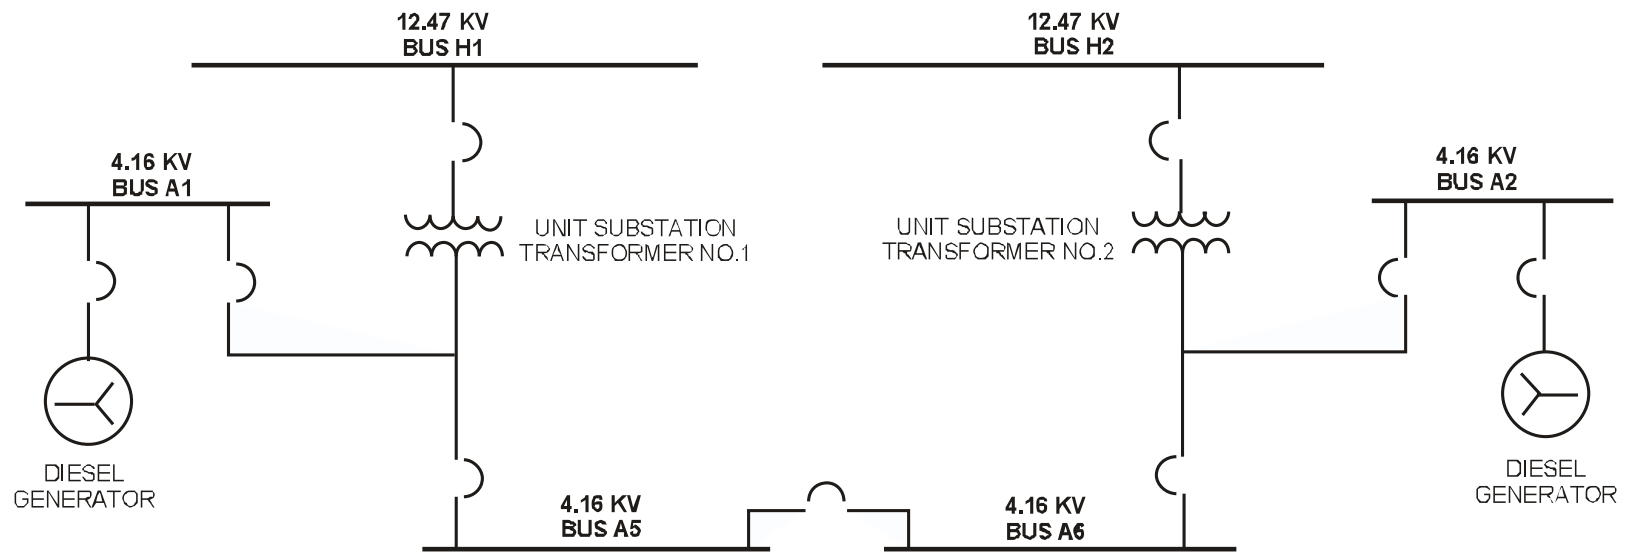 12.47 KV
BUS H1
12.47 KV
BUS H2
4.16 KV
BUS A1
4.16 KV
BUS A2
UNIT SUBSTATION
TRANSFORMER NO.1
UNIT SUBSTATION
TRANSFORMER NO.2
DIESEL
GENERATOR
DIESEL
GENERATOR
4.16 KV
BUS A5
4.16 KV
BUS A6